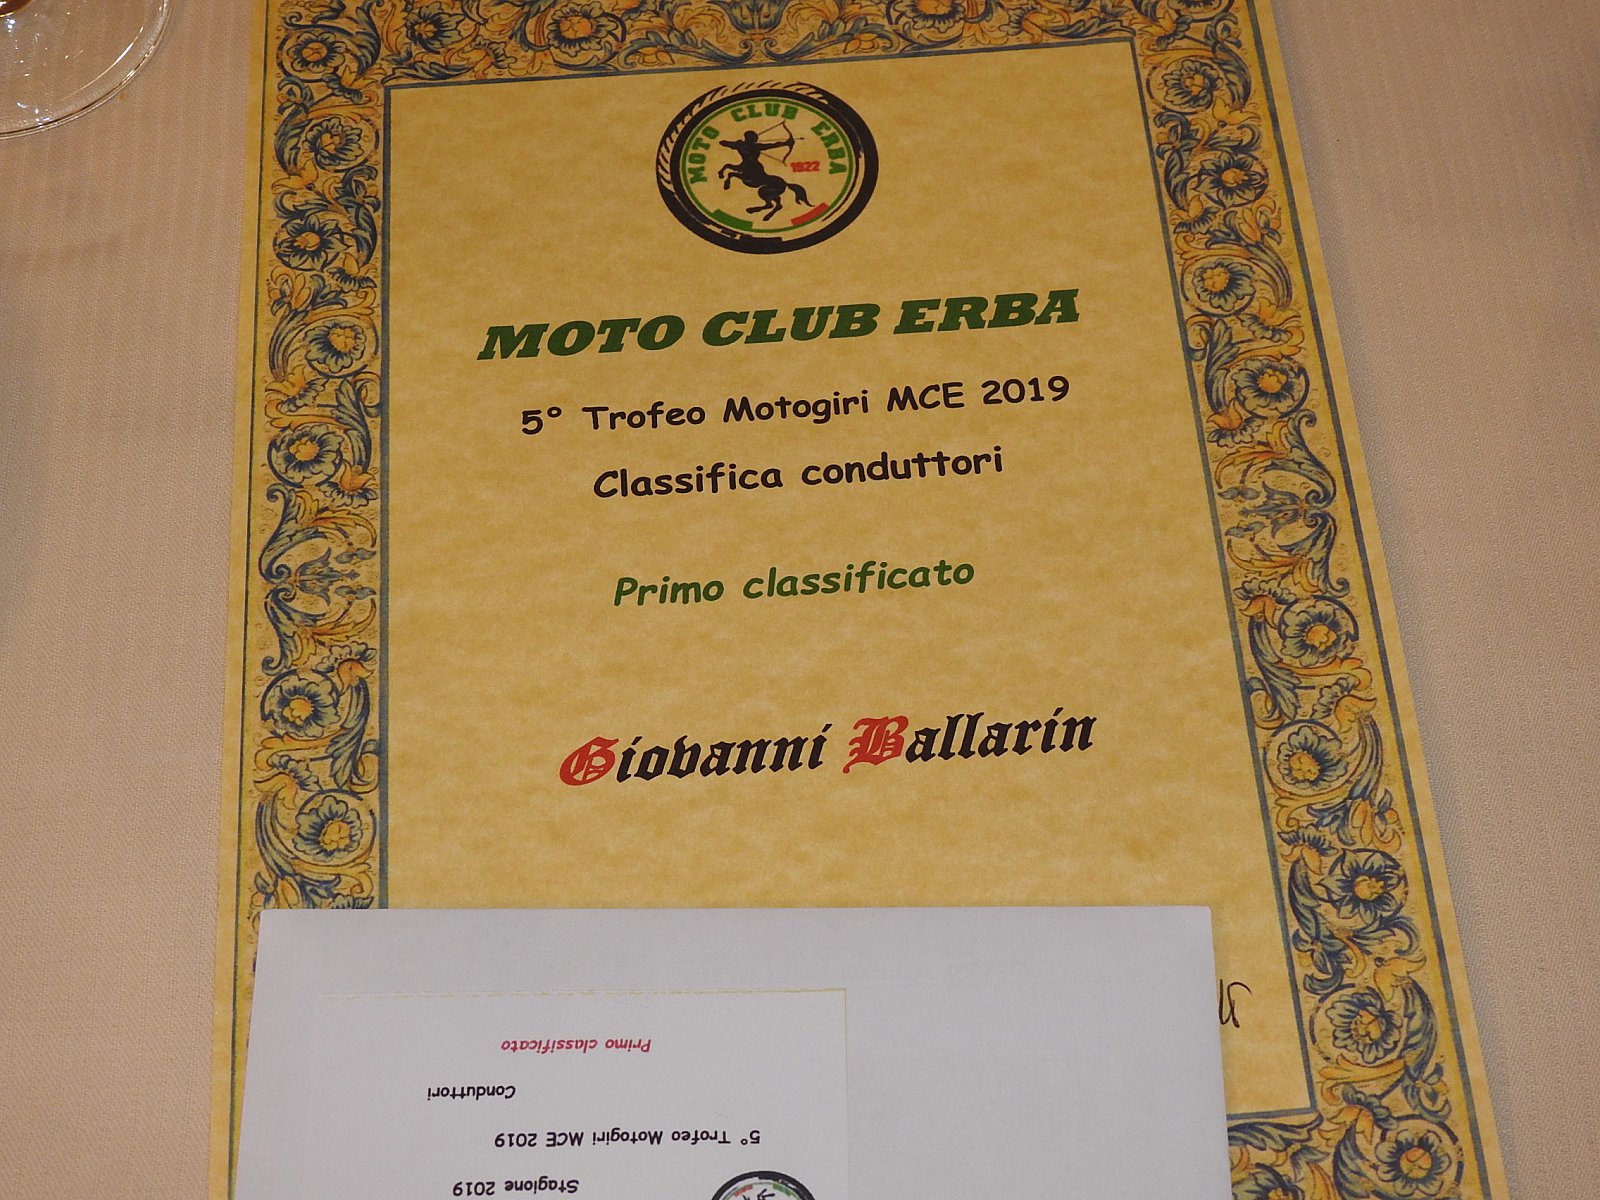 MOTO CLUB ERBA
1922
MOTO CLUB ERBA
5° Trofeo Motogiri MCE 2019
Classifica conduttori
Primo classificato
Giovanni Ballarin
Stagione 2019
5° Trofeo Motogiri MCE 2019
Conduttori
Primo classificato